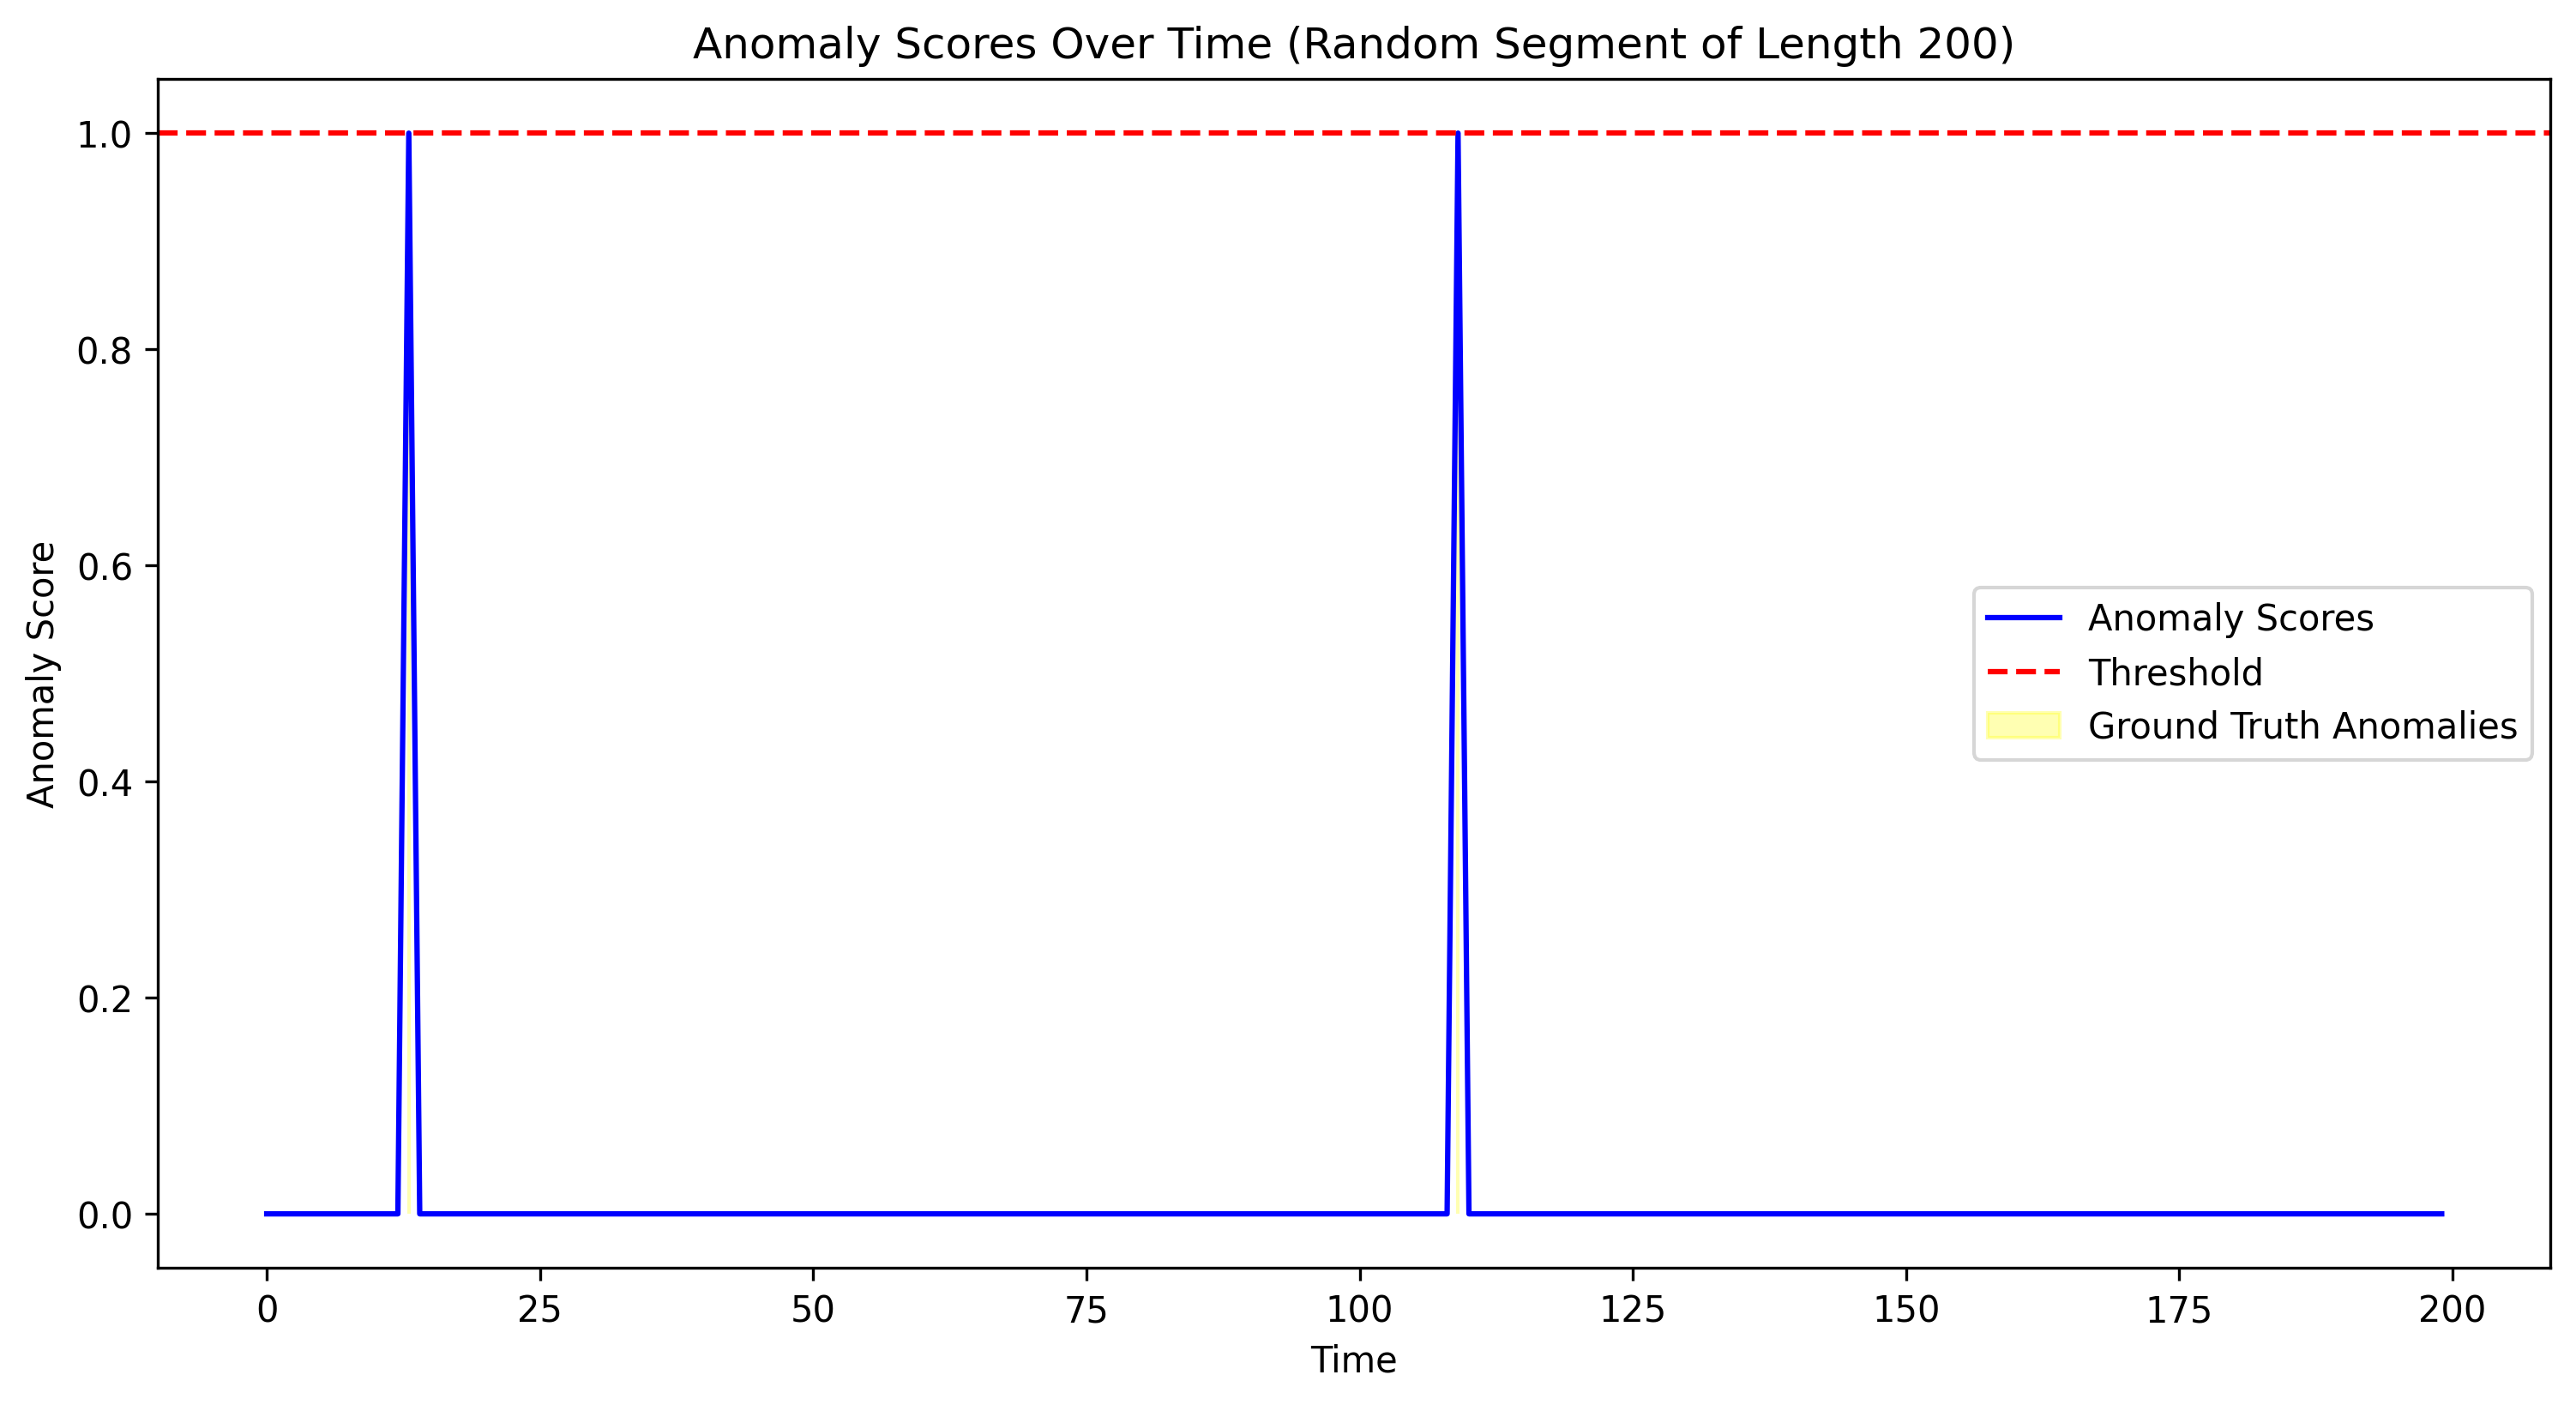 Anomaly Scores Over Time (Random Segment of Length 200)
1.0
0.8
0.6
0.4
0.2
0.0
Anomaly Score
Anomaly Scores
Threshold
Ground Truth Anomalies
0 25 50 75 100 125 150 175 200
Time